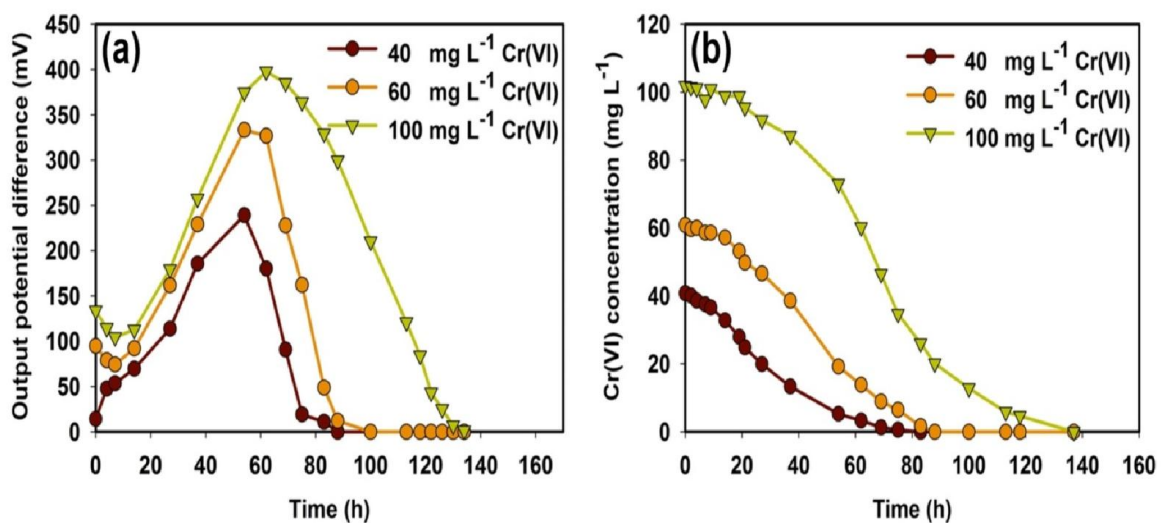 (a)
Output potential difference (mV)
450
400
350
300
250
200
150
100
50
0
40 mg L⁻¹ Cr(VI)
60 mg L⁻¹ Cr(VI)
100 mg L⁻¹ Cr(VI)
0 20 40 60 80 100 120 140 160
Time (h)
(b)
Cr(VI) concentration (mg L⁻¹)
120
100
80
60
40
20
0
40 mg L⁻¹ Cr(VI)
60 mg L⁻¹ Cr(VI)
100 mg L⁻¹ Cr(VI)
0 20 40 60 80 100 120 140 160
Time (h)